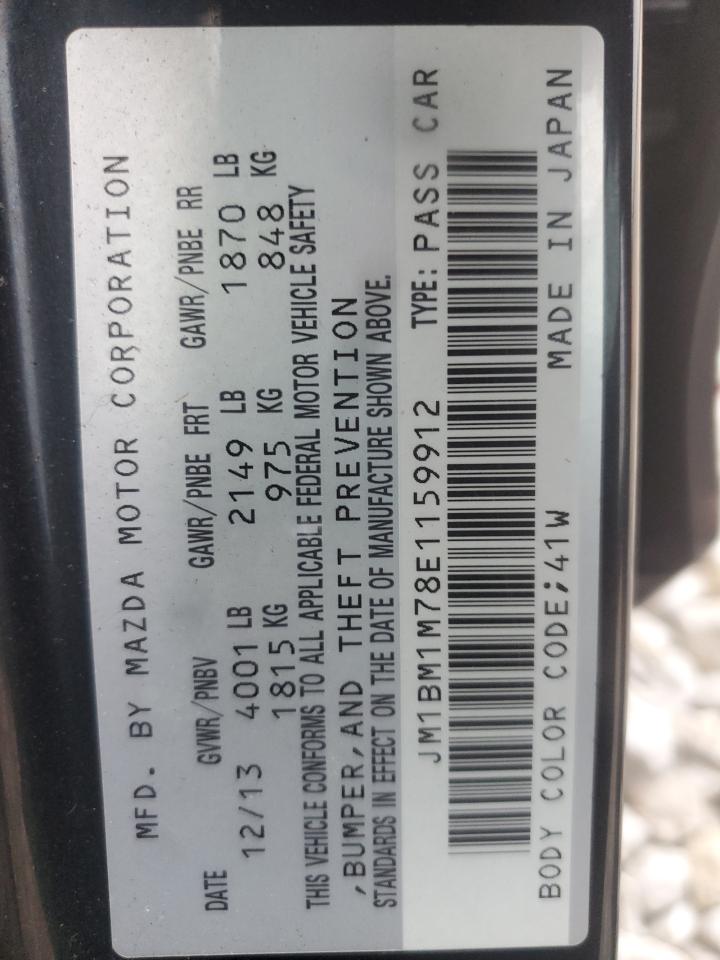 MFD. BY MAZDA MOTOR CORPORATION
DATE GVWR/PNBV GAWR/PNBE FRT GAWR/PNBE RR
12/13 4001 LB 2149 LB 1870 LB
1815 KG 975 KG 848 KG
THIS VEHICLE CONFORMS TO ALL APPLICABLE FEDERAL MOTOR VEHICLE SAFETY
,BUMPER,AND THEFT PREVENTION
STANDARDS IN EFFECT ON THE DATE OF MANUFACTURE SHOWN ABOVE.
JM1BM1M78E1159912 TYPE: PASS CAR
BODY COLOR CODE;41W MADE IN JAPAN